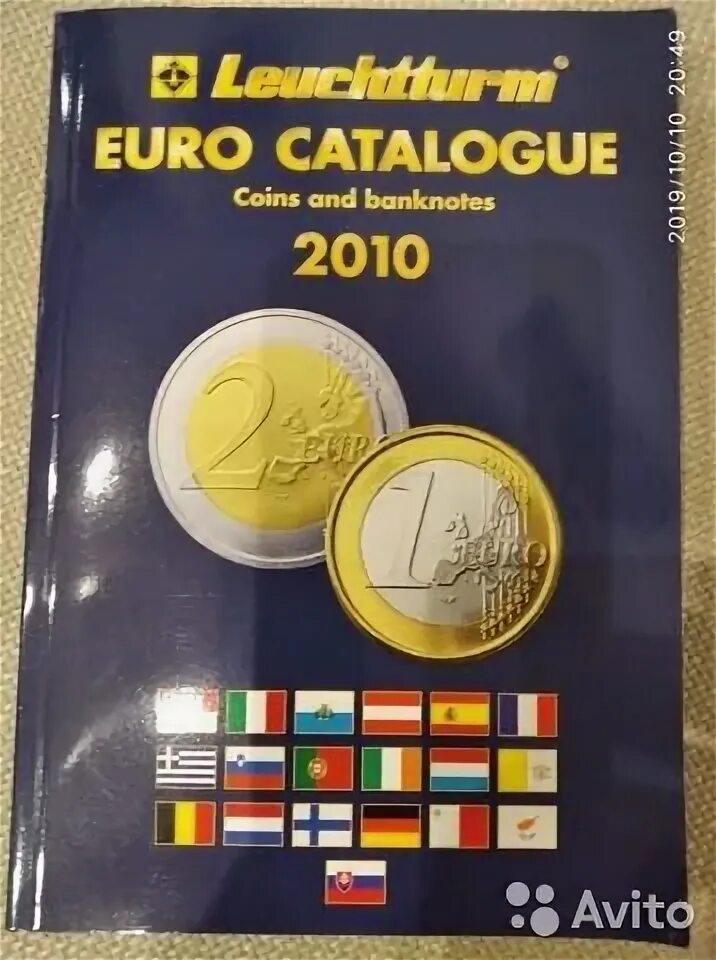 Leuchtturm®
EURO CATALOGUE
Coins and banknotes
2010
2019/10/10 20:49
2 EURO
1 EURO
Avito